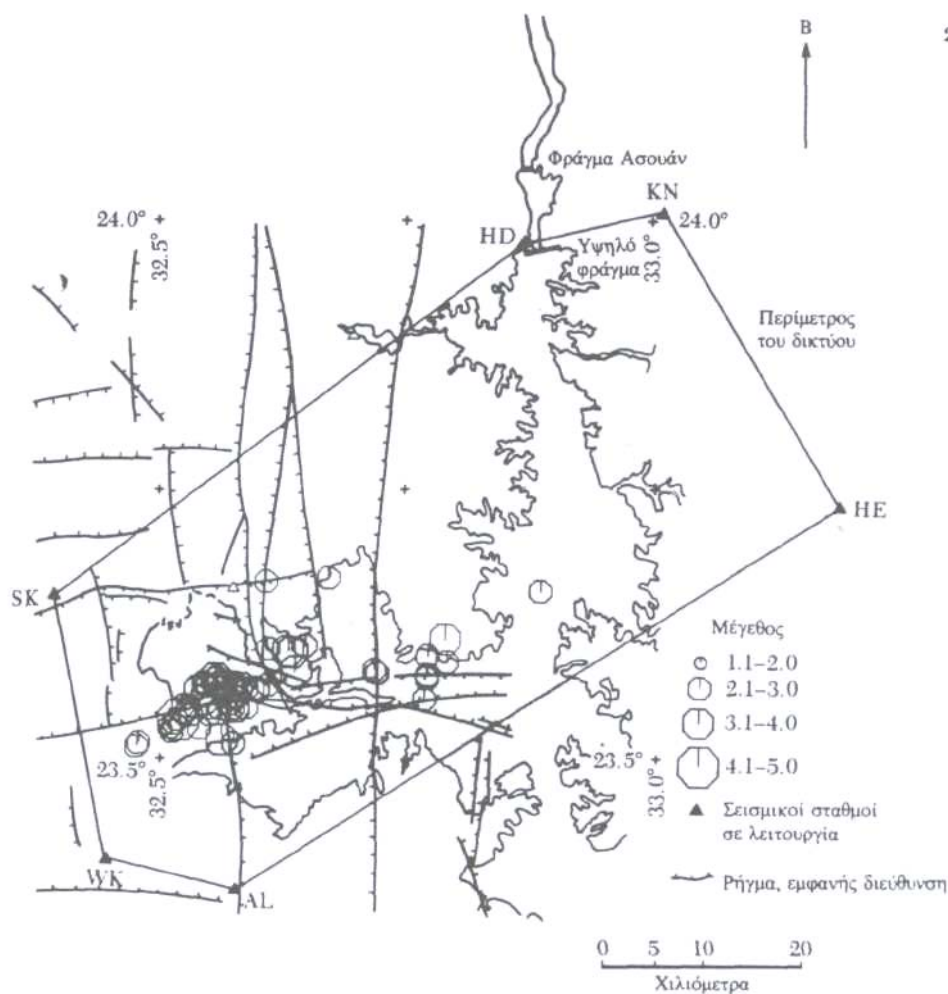 Β
Φράγμα Ασουάν
KN
24.0°
32.5°
HD
24.0°
33.0°
Υψηλό
φράγμα
Περίμετρος
του δικτύου
HE
SK
Μέγεθος
1.1–2.0
2.1–3.0
3.1–4.0
4.1–5.0
23.5°
32.5°
23.5°
33.0°
Σεισμικοί σταθμοί
σε λειτουργία
WK
AL
Ρήγμα, εμφανής διεύθυνση
0 5 10 20
Χιλιόμετρα